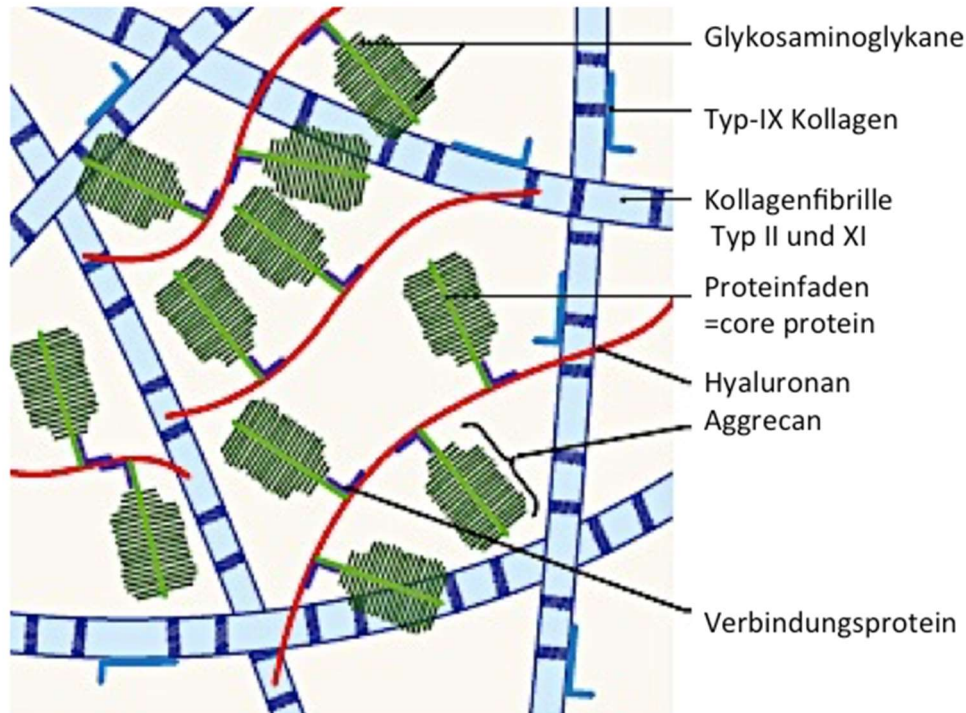 Glykosaminoglykane
Typ-IX Kollagen
Kollagenfibrille
Typ II und XI
Proteinfaden
=core protein
Hyaluronan
Aggrecan
Verbindungsprotein